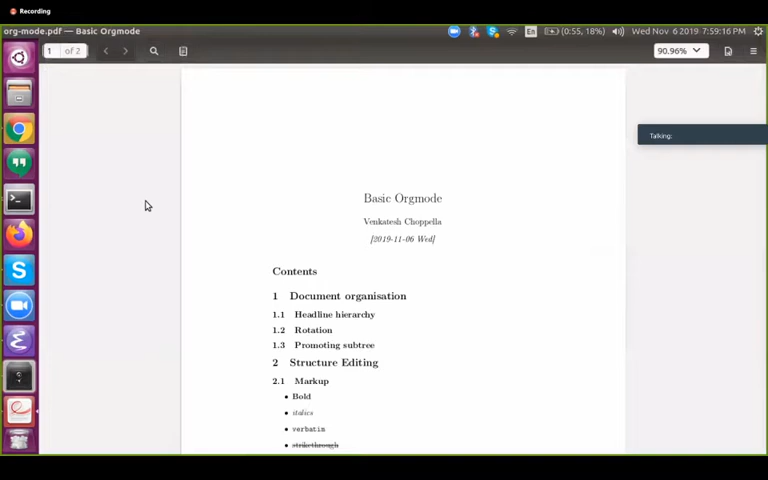 Recording
org-mode.pdf — Basic Orgmode
En
(0:55, 18%)
Wed Nov 6 2019 7:59:16 PM
1 of 2
90.96%
Talking:
Basic Orgmode
Venkatesh Choppella
[2019-11-06 Wed]
Contents
1 Document organisation
1.1 Headline hierarchy
1.2 Rotation
1.3 Promoting subtree
2 Structure Editing
2.1 Markup
• Bold
• italics
• verbatim
• strikethrough